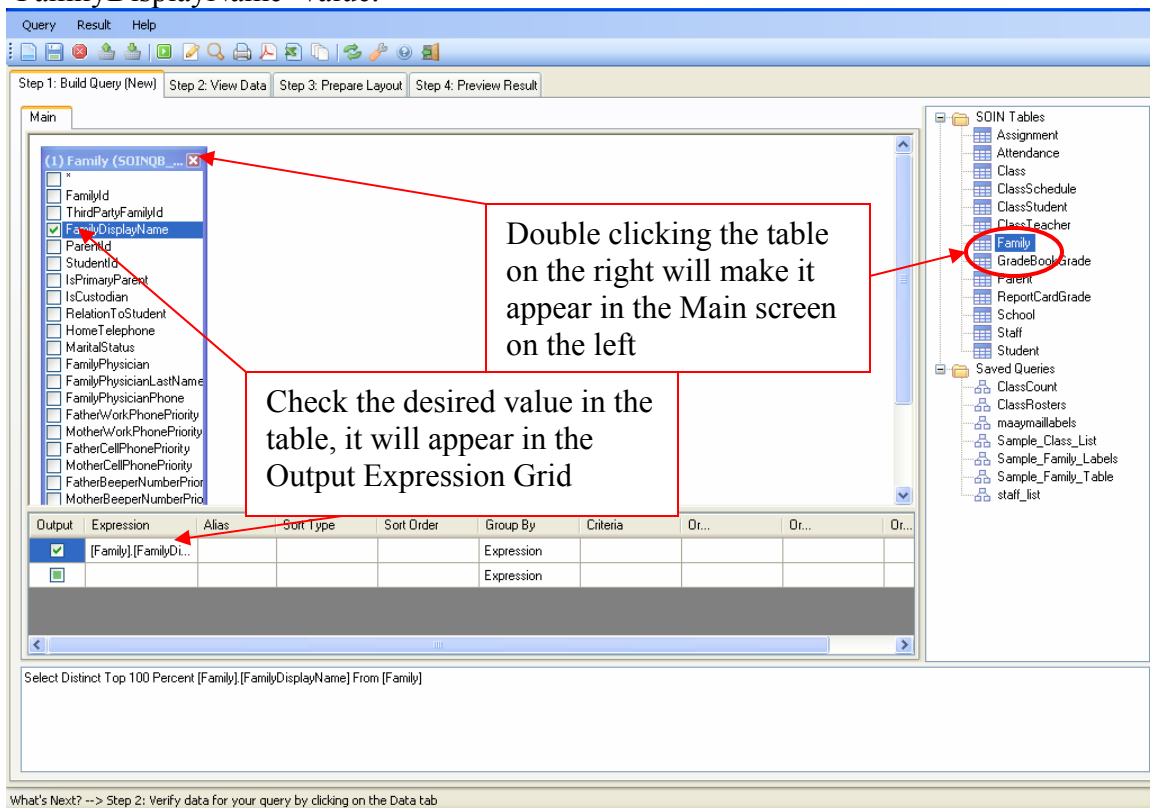 'FamilyDisplayName' value.
Query Result Help
Step 1: Build Query (New) Step 2: View Data Step 3: Prepare Layout Step 4: Preview Result
Main
(1) Family (SOINQB_...
*
FamilyId
ThirdPartyFamilyId
FamilyDisplayName
ParentId
StudentId
IsPrimaryParent
IsCustodian
RelationToStudent
HomeTelephone
MaritalStatus
FamilyPhysician
FamilyPhysicianLastName
FamilyPhysicianPhone
FatherWorkPhonePriority
MotherWorkPhonePriority
FatherCellPhonePriority
MotherCellPhonePriority
FatherBeeperNumberPrior
MotherBeeperNumberPrio
Double clicking the table
on the right will make it
appear in the Main screen
on the left
Check the desired value in the
table, it will appear in the
Output Expression Grid
SOIN Tables
Assignment
Attendance
Class
ClassSchedule
ClassStudent
ClassTeacher
Family
GradeBookGrade
Parent
ReportCardGrade
School
Staff
Student
Saved Queries
ClassCount
ClassRosters
maaymaillabels
Sample_Class_List
Sample_Family_Labels
Sample_Family_Table
staff_list
Output Expression Alias Sort Type Sort Order Group By Criteria Or... Or... Or...
[Family].[FamilyDi... Expression
Expression
Select Distinct Top 100 Percent [Family].[FamilyDisplayName] From [Family]
What's Next? --> Step 2: Verify data for your query by clicking on the Data tab